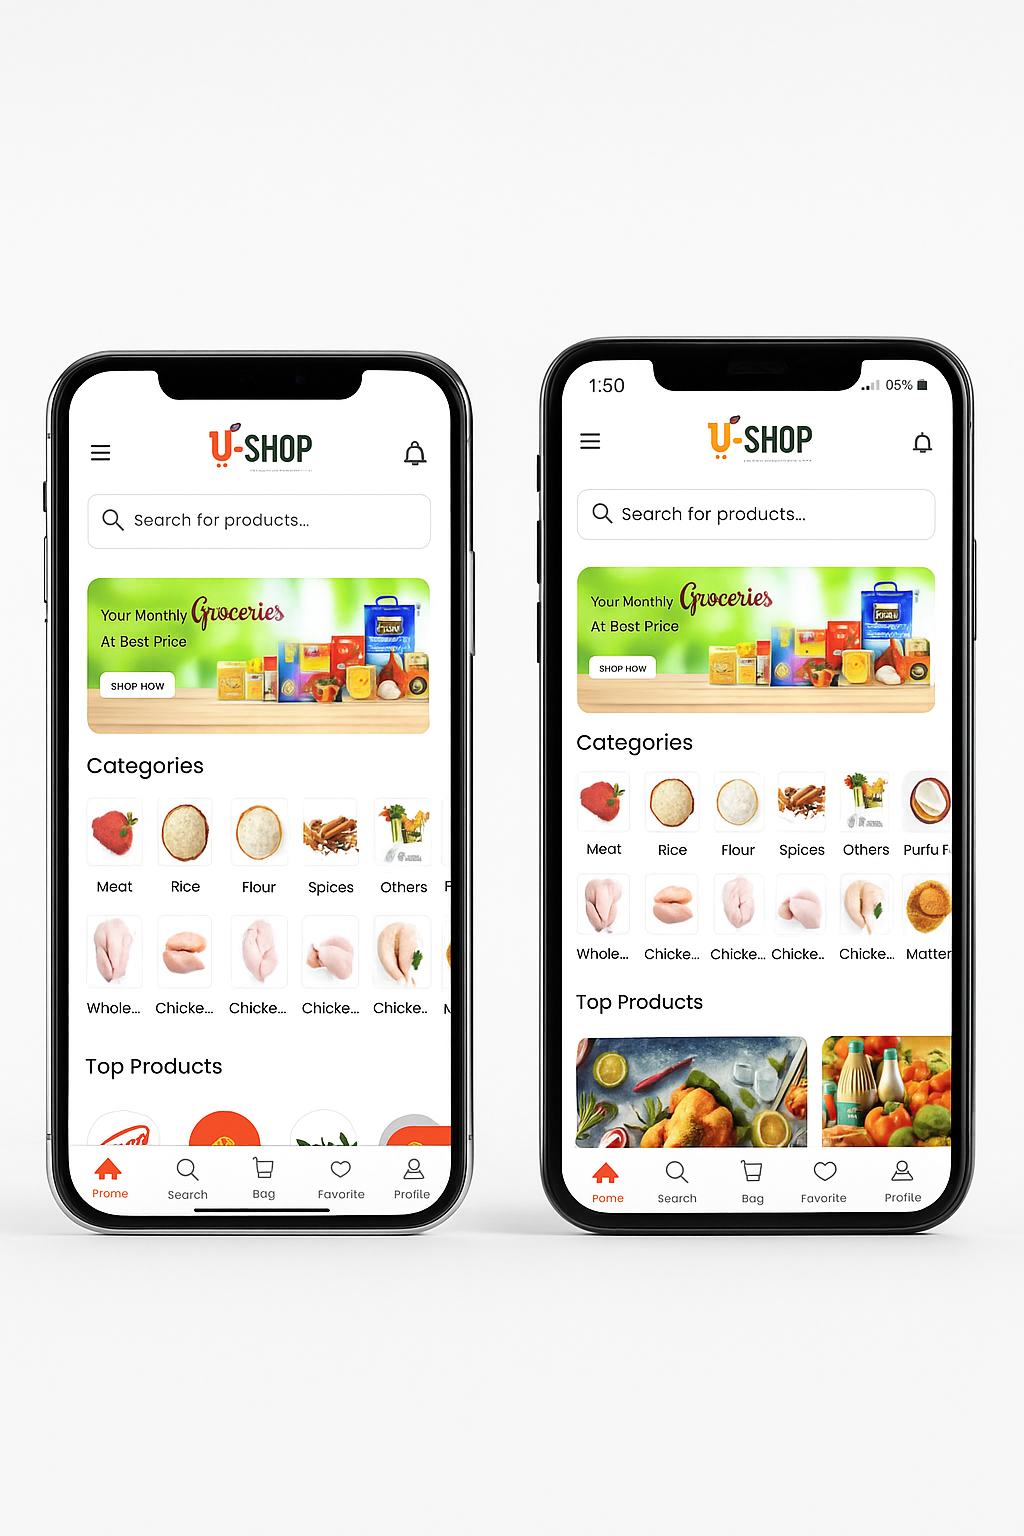 U-SHOP
Search for products...
Your Monthly Groceries
At Best Price
SHOP HOW
Categories
Meat Rice Flour Spices Others
Whole... Chicke... Chicke... Chicke... Chicke..
Top Products
Prome Search Bag Favorite Profile
1:50 05%
U-SHOP
Search for products...
Your Monthly Groceries
At Best Price
SHOP HOW
Categories
Meat Rice Flour Spices Others Purfu F
Whole... Chicke... Chicke... Chicke.. Chicke... Matter
Top Products
Pome Search Bag Favorite Profile